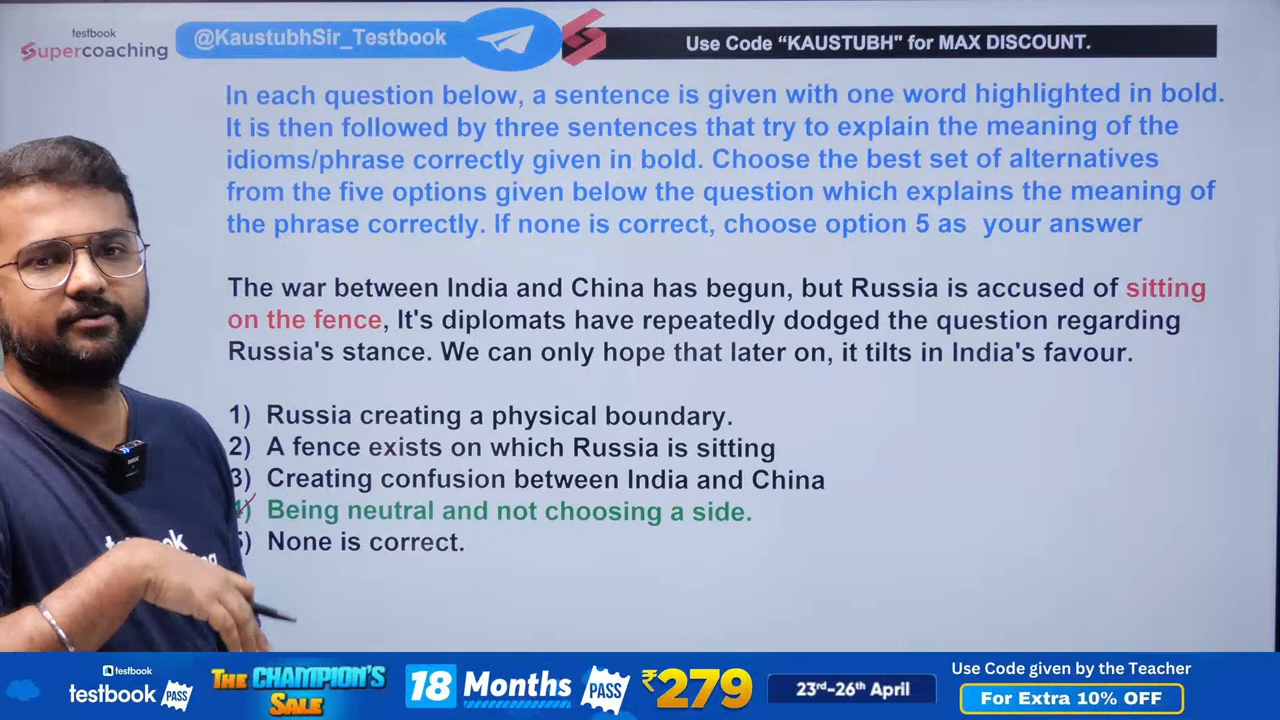 testbook
Supercoaching
@KaustubhSir_Testbook
Use Code “KAUSTUBH" for MAX DISCOUNT.
In each question below, a sentence is given with one word highlighted in bold.
It is then followed by three sentences that try to explain the meaning of the
idioms/phrase correctly given in bold. Choose the best set of alternatives
from the five options given below the question which explains the meaning of
the phrase correctly. If none is correct, choose option 5 as your answer
The war between India and China has begun, but Russia is accused of sitting
on the fence, It's diplomats have repeatedly dodged the question regarding
Russia's stance. We can only hope that later on, it tilts in India's favour.
1) Russia creating a physical boundary.
2) A fence exists on which Russia is sitting
3) Creating confusion between India and China
4) Being neutral and not choosing a side.
5) None is correct.
testbook
testbook
testbook PASS
THE CHAMPION'S
SALE
18 Months PASS ₹279
23rd-26th April
Use Code given by the Teacher
For Extra 10% OFF